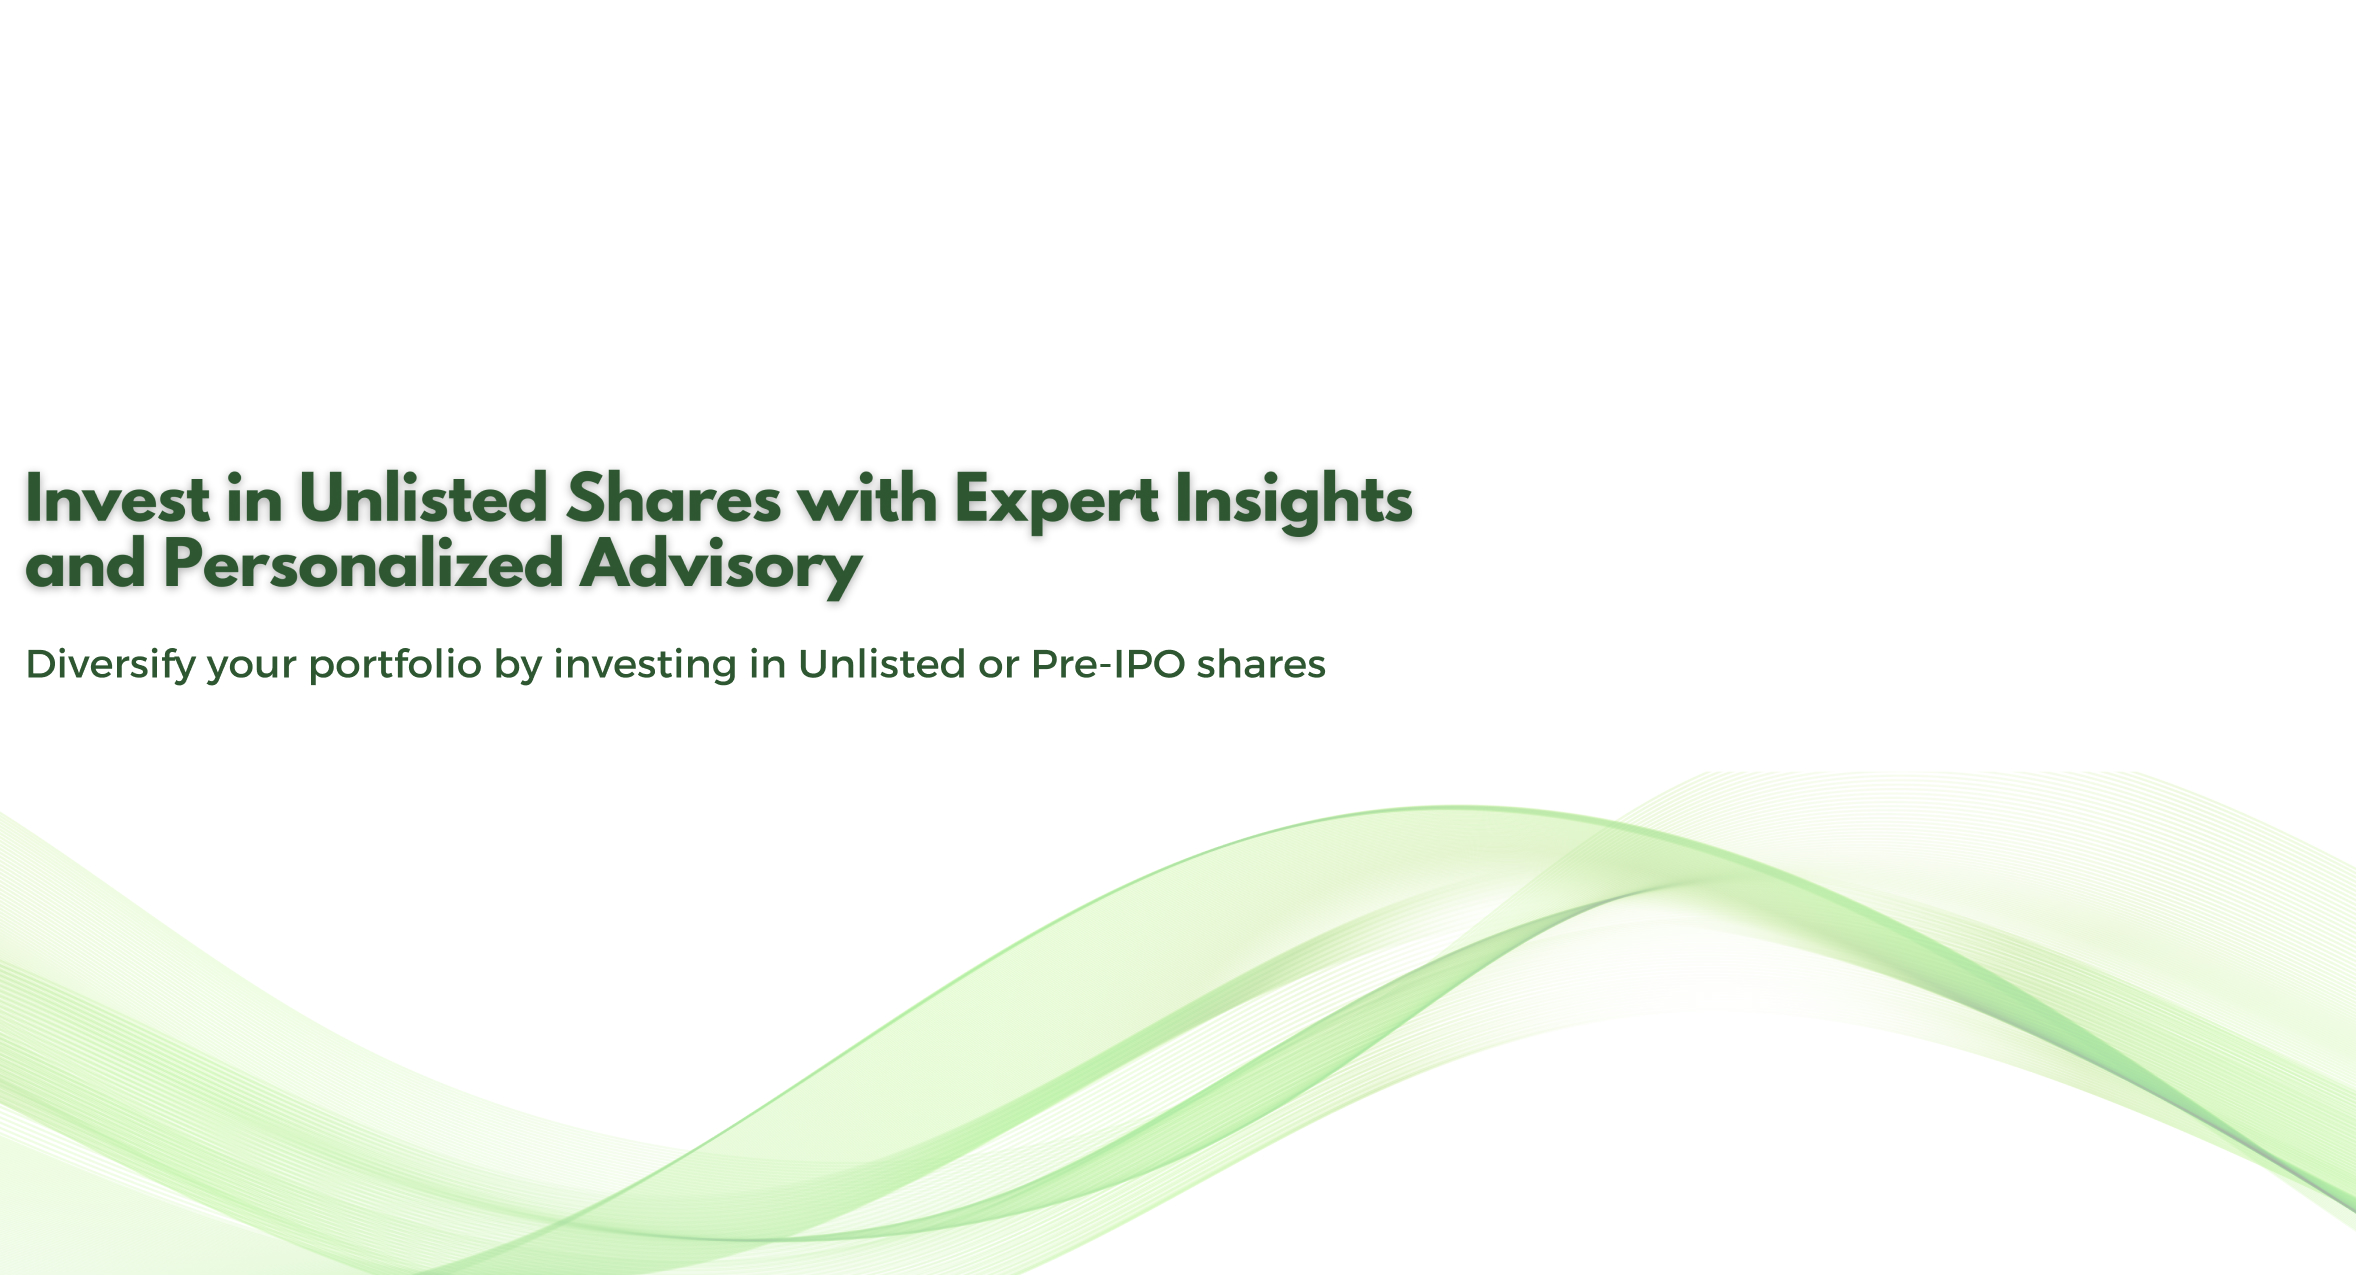 Invest in Unlisted Shares with Expert Insights
and Personalized Advisory
Diversify your portfolio by investing in Unlisted or Pre-IPO shares